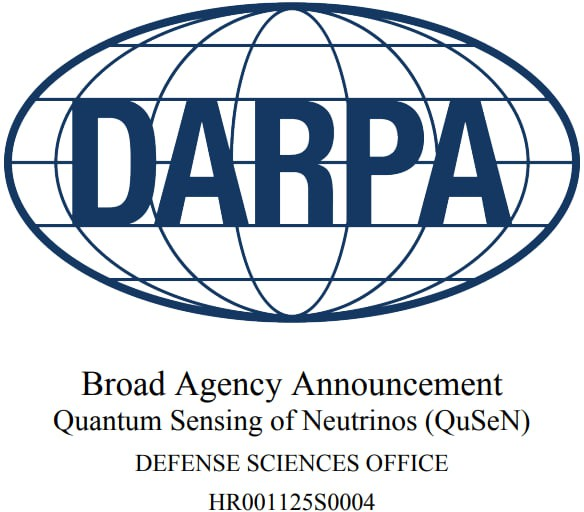 DARPA
Broad Agency Announcement
Quantum Sensing of Neutrinos (QuSeN)
DEFENSE SCIENCES OFFICE
HR001125S0004